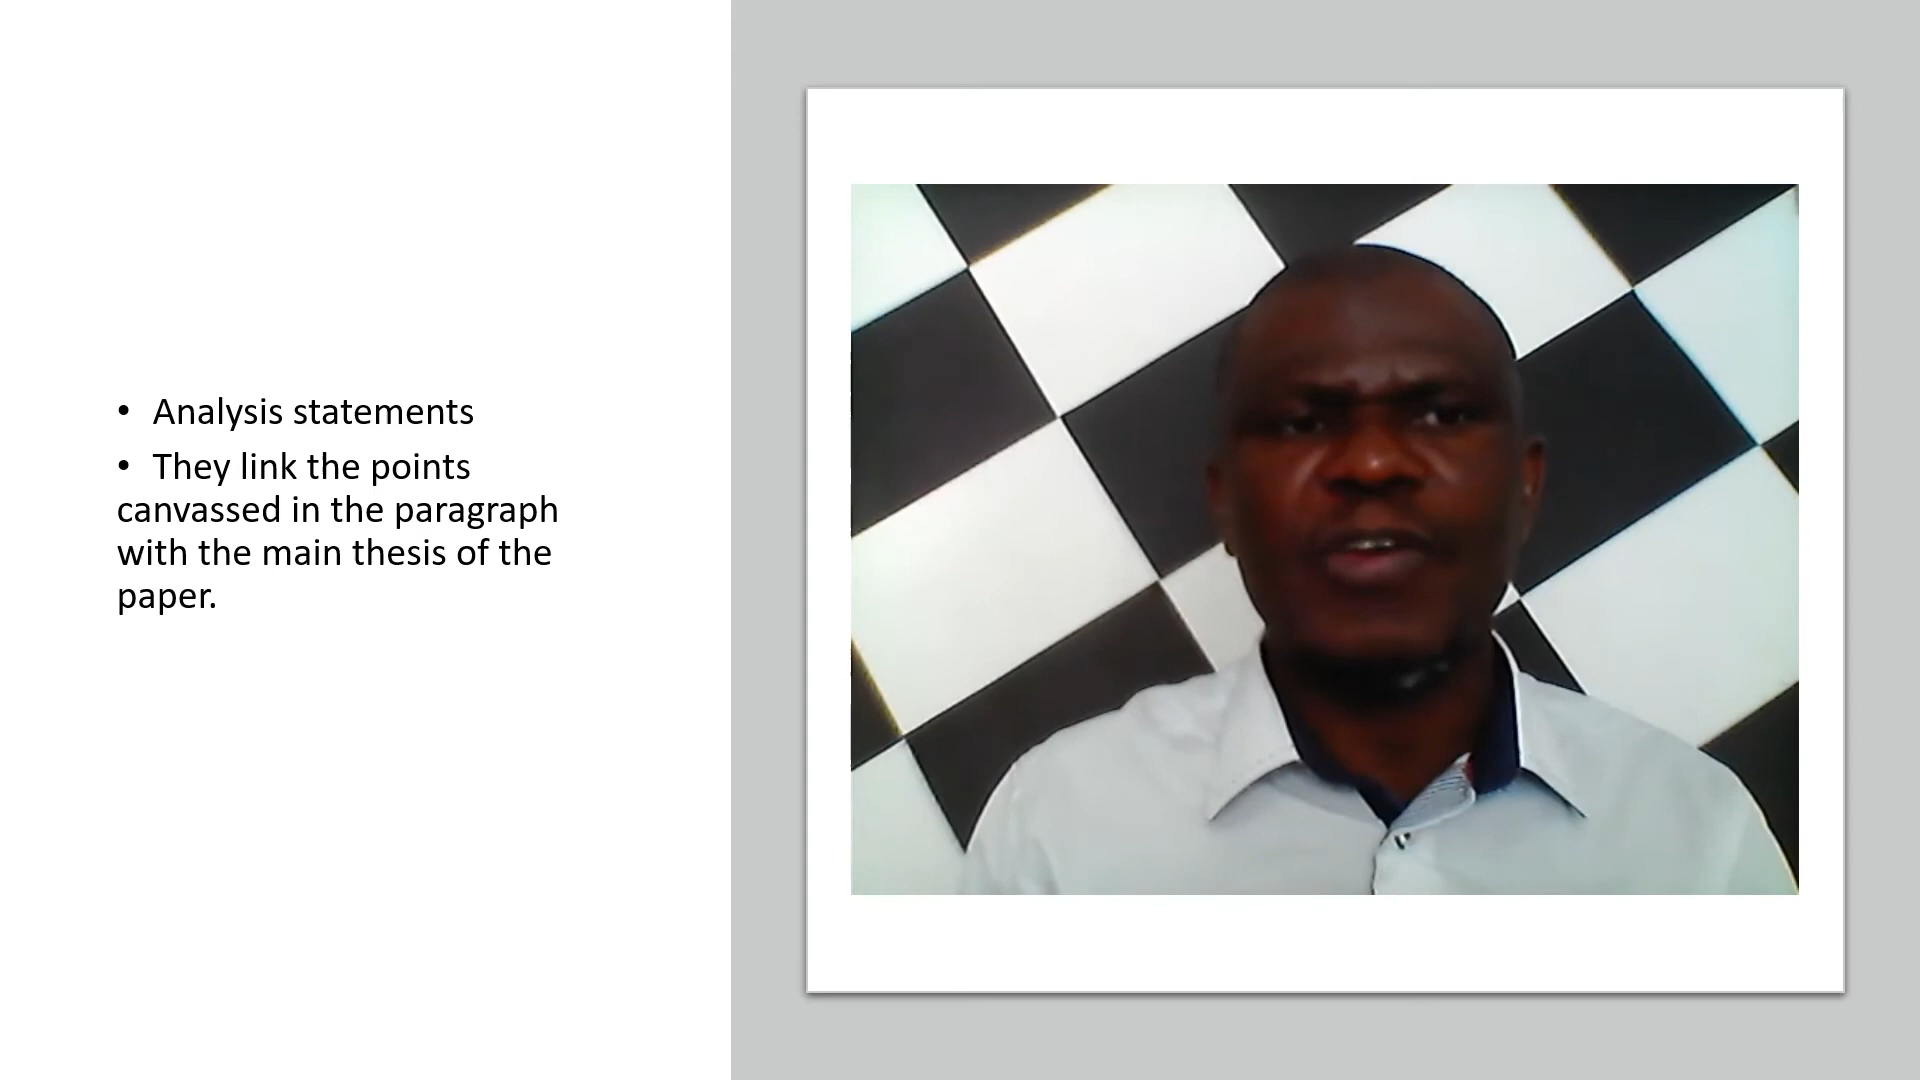 • Analysis statements
• They link the points
canvassed in the paragraph
with the main thesis of the
paper.